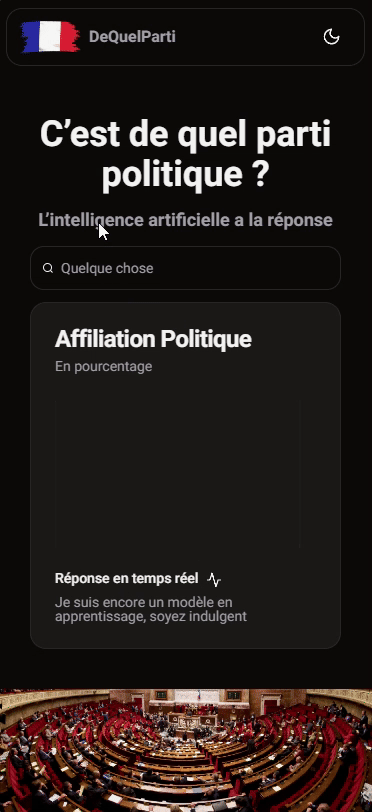 DeQuelParti
C’est de quel parti
politique ?
L’intelligence artificielle a la réponse
Quelque chose
Affiliation Politique
En pourcentage
Réponse en temps réel
Je suis encore un modèle en
apprentissage, soyez indulgent